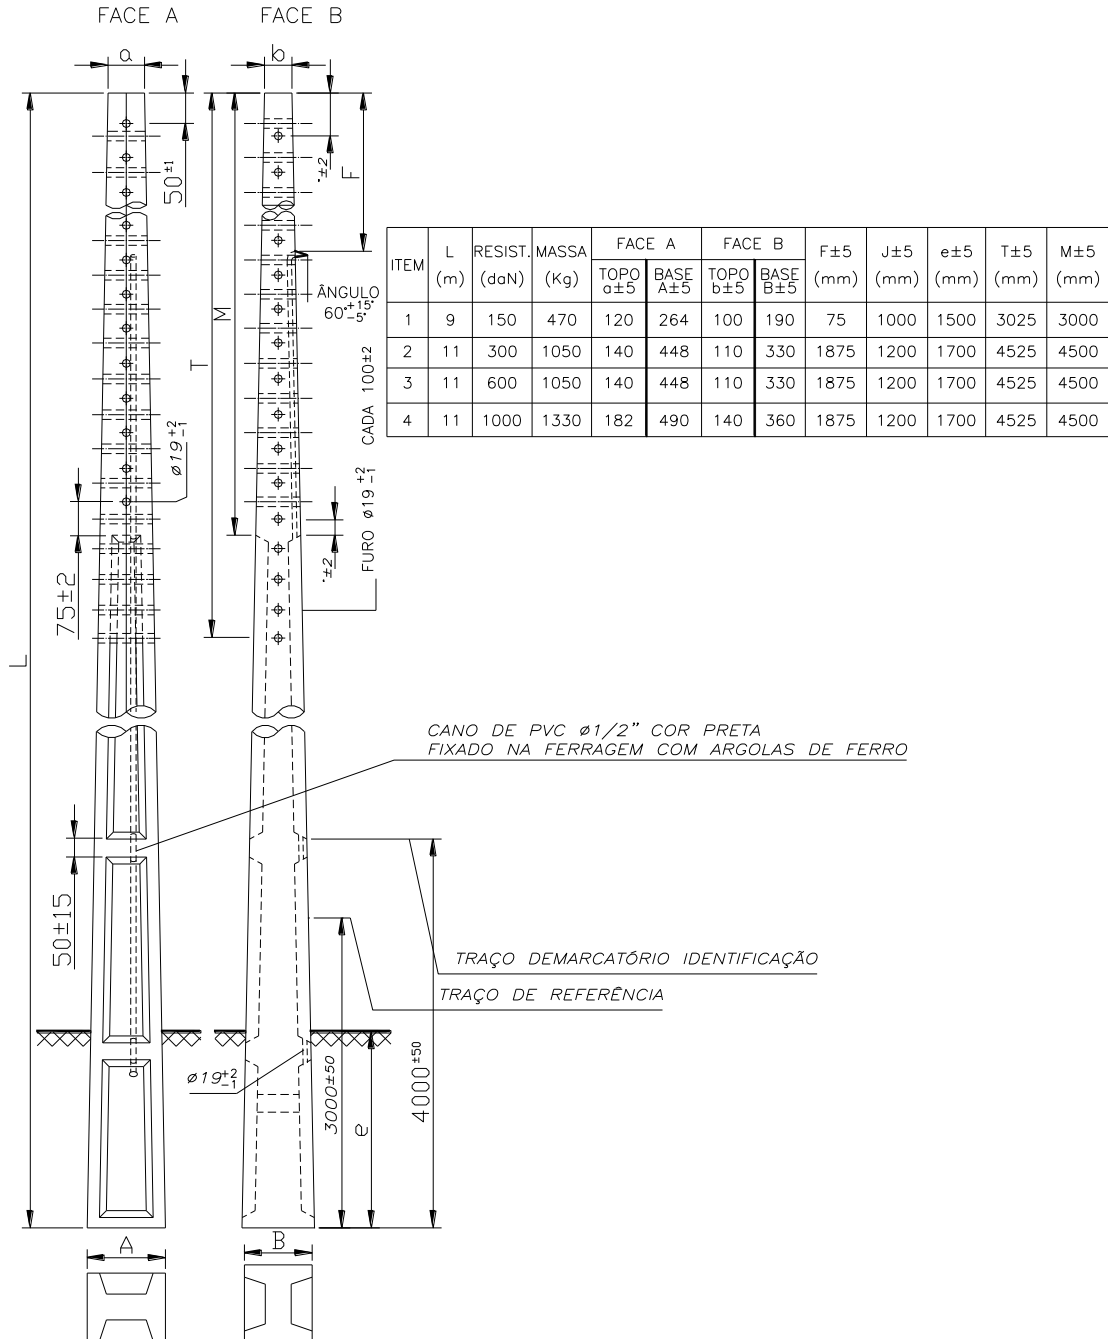 FACE A FACE B
a b
50±1
*±2
F
ITEM L (m) RESIST. (daN) MASSA (Kg) FACE A TOPO a±5 BASE A±5 FACE B TOPO b±5 BASE B±5 F±5 (mm) J±5 (mm) e±5 (mm) T±5 (mm) M±5 (mm)
1 9 150 470 120 264 100 190 75 1000 1500 3025 3000
2 11 300 1050 140 448 110 330 1875 1200 1700 4525 4500
3 11 600 1050 140 448 110 330 1875 1200 1700 4525 4500
4 11 1000 1330 182 490 140 360 1875 1200 1700 4525 4500
ÂNGULO
60°+15°-5°
M
T
ø19+2-1
FURO ø19+2-1 CADA 100±2
*±2
75±2
L
CANO DE PVC ø1/2" COR PRETA
FIXADO NA FERRAGEM COM ARGOLAS DE FERRO
50±15
TRAÇO DEMARCATÓRIO IDENTIFICAÇÃO
TRAÇO DE REFERÊNCIA
ø19+2-1
3000±50
e
4000±50
A B